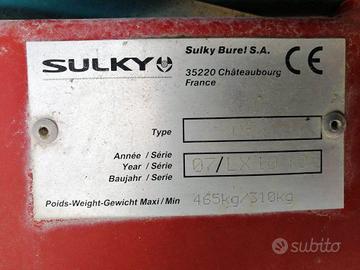 SULKY
Sulky Burel S.A.
35220 Châteaubourg
France
CE
Type
Année / Série
Year / Série
Baujahr / Serie
Poids-Weight-Gewicht Maxi / Min
465kg/310kg
subito